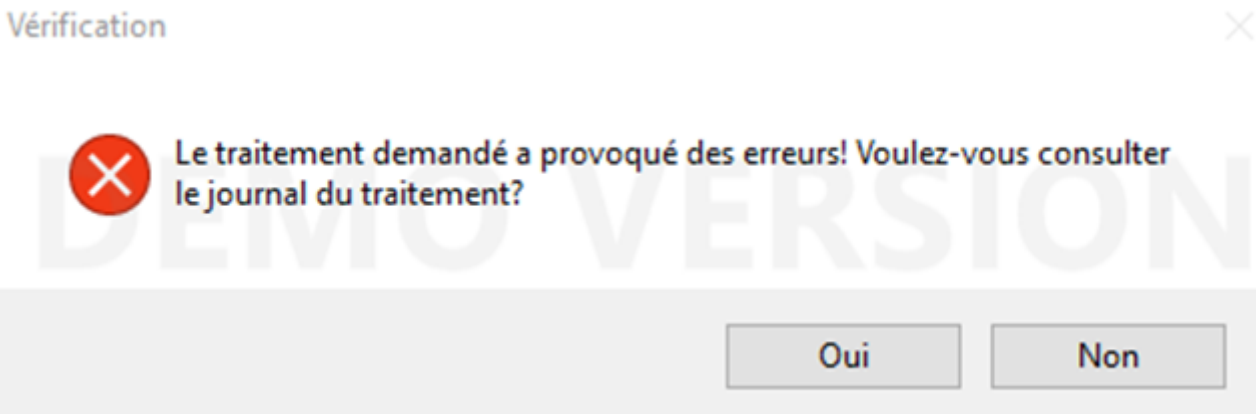 Vérification
Le traitement demandé a provoqué des erreurs! Voulez-vous consulter
le journal du traitement?
DEMO VERSION
Oui
Non